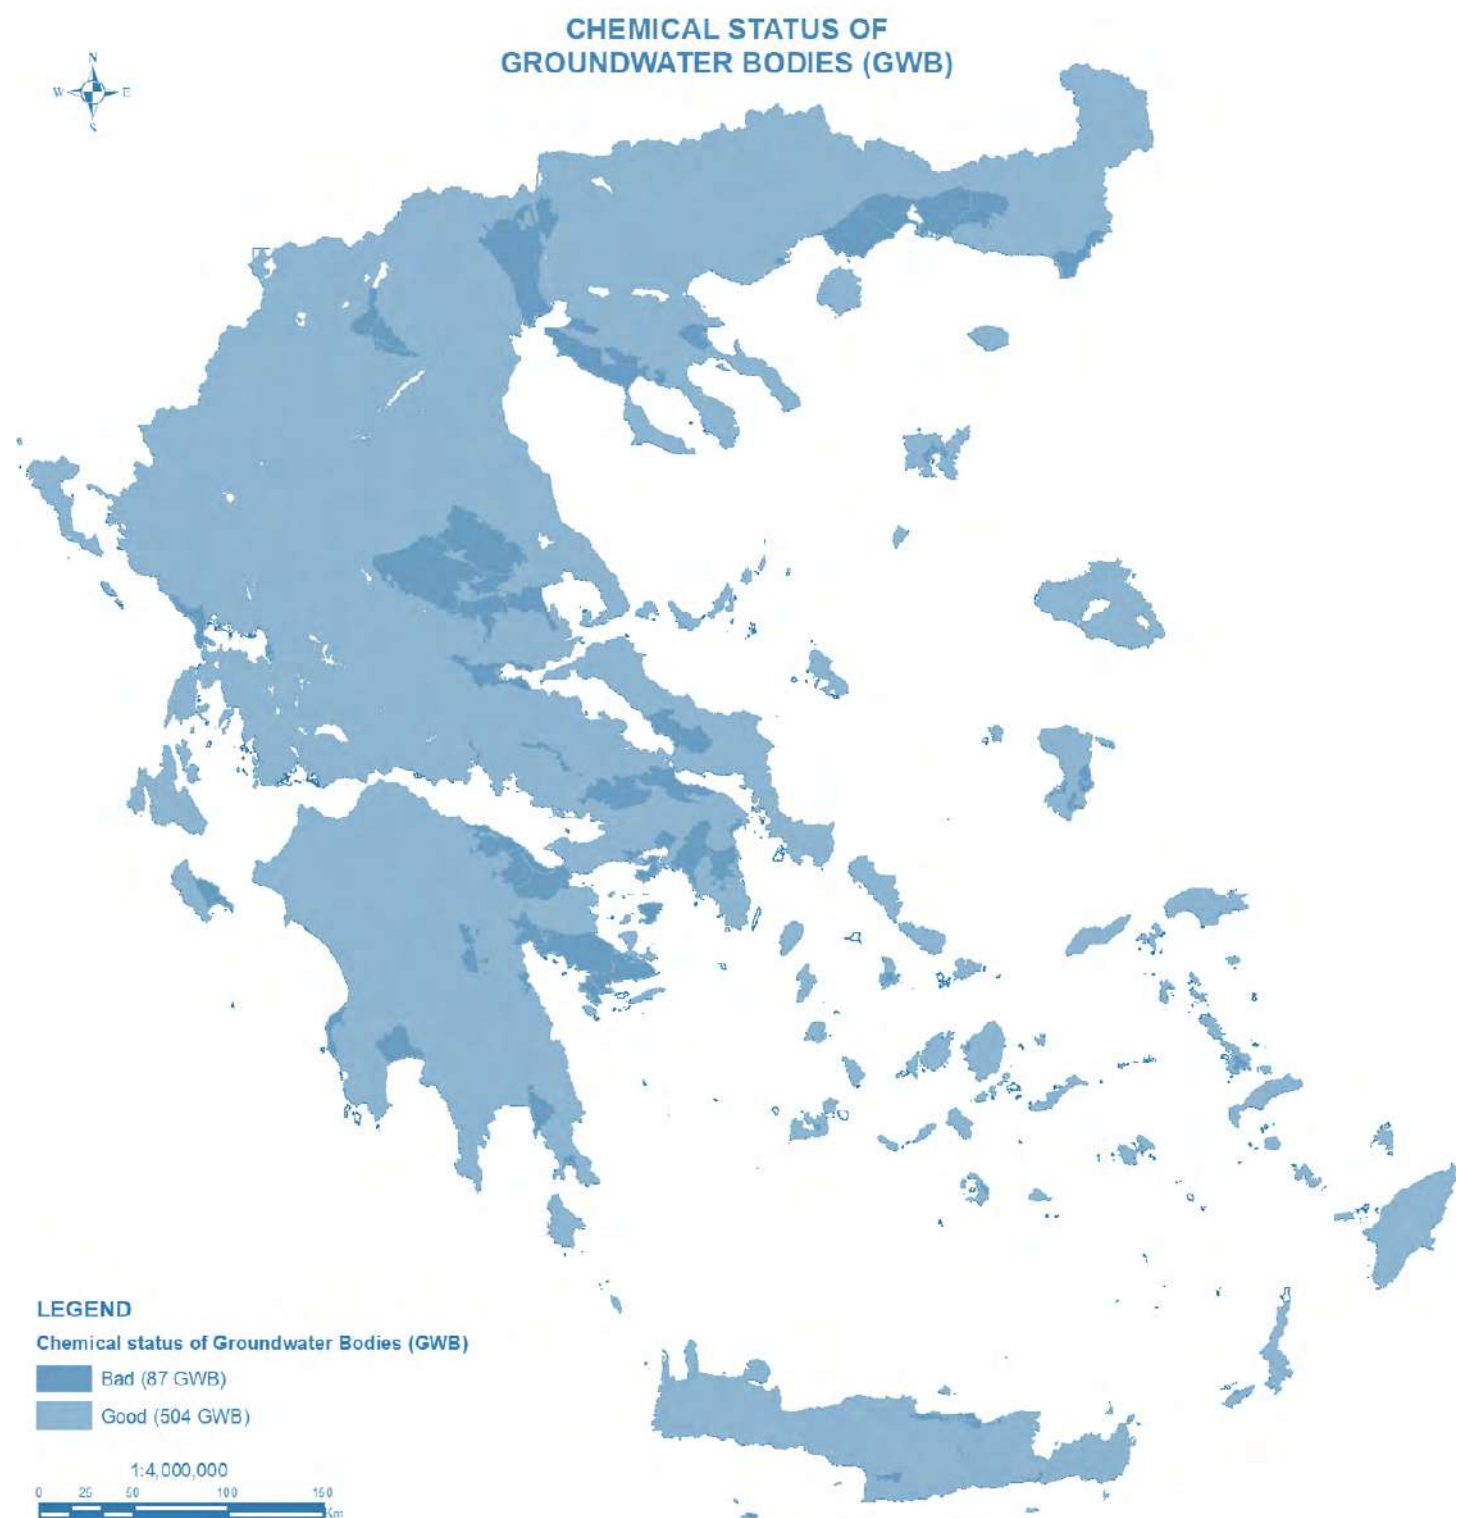 CHEMICAL STATUS OF
GROUNDWATER BODIES (GWB)
N
W E
S
LEGEND
Chemical status of Groundwater Bodies (GWB)
Bad (87 GWB)
Good (504 GWB)
1:4,000,000
0 25 50 100 150
Km